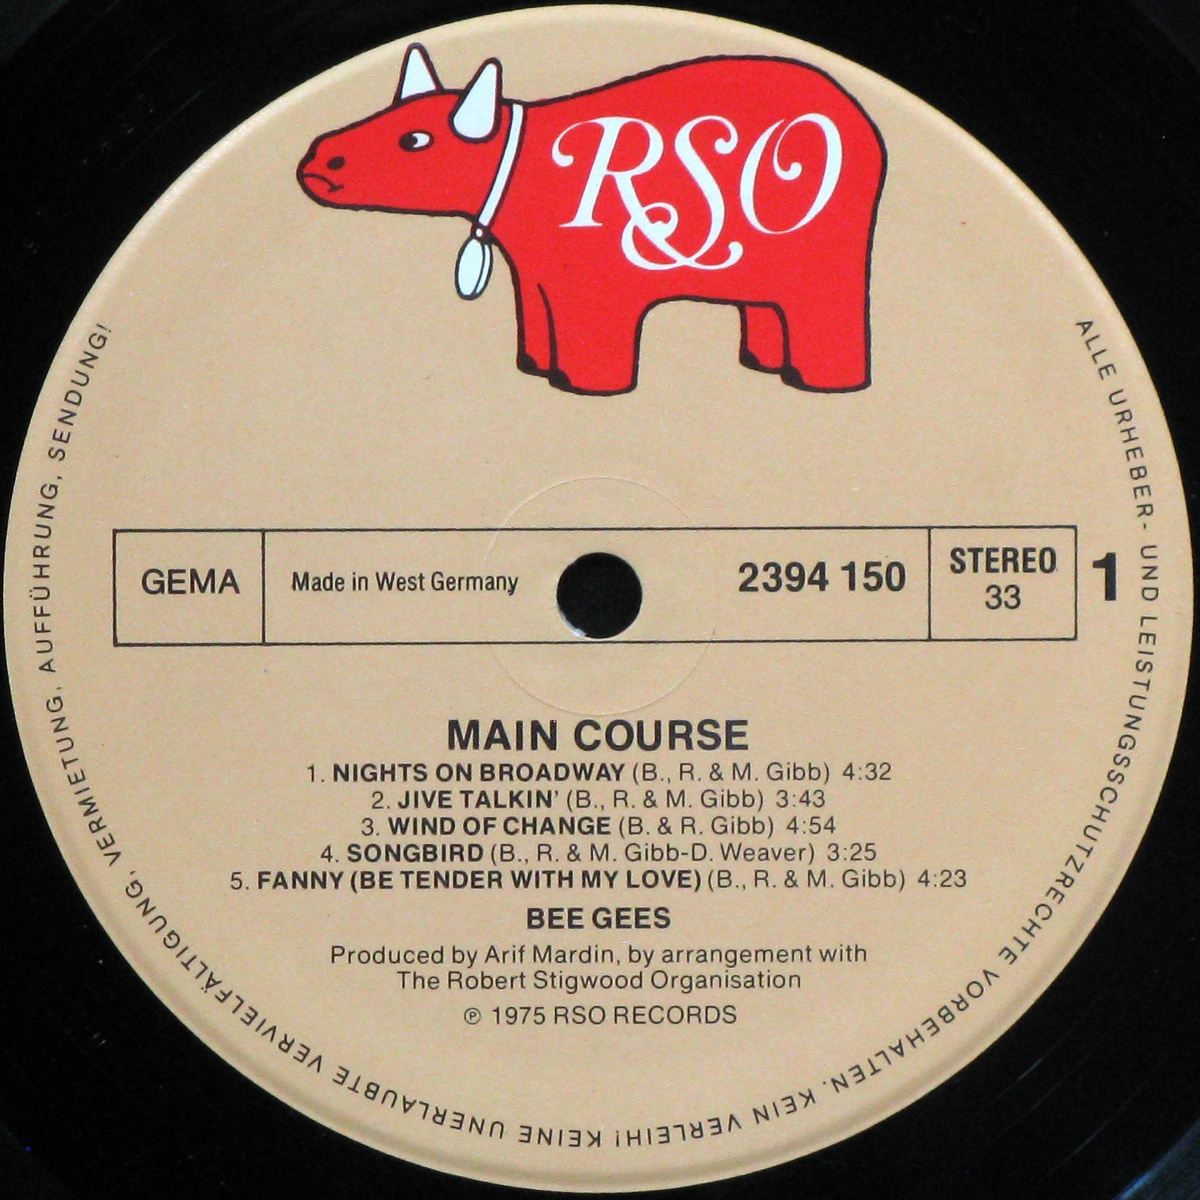 RSO
GEMA
Made in West Germany
2394 150
STEREO
33
1
MAIN COURSE
1. NIGHTS ON BROADWAY (B., R. & M. Gibb) 4:32
2. JIVE TALKIN' (B., R. & M. Gibb) 3:43
3. WIND OF CHANGE (B. & R. Gibb) 4:54
4. SONGBIRD (B., R. & M. Gibb-D. Weaver) 3:25
5. FANNY (BE TENDER WITH MY LOVE) (B., R. & M. Gibb) 4:23
BEE GEES
Produced by Arif Mardin, by arrangement with
The Robert Stigwood Organisation
℗ 1975 RSO RECORDS
ALLE URHEBER- UND LEISTUNGSSCHUTZRECHTE VORBEHALTEN. KEIN VERLEIH! KEINE UNERLAUBTE VERVIELFÄLTIGUNG, VERMIETUNG, AUFFÜHRUNG, SENDUNG!